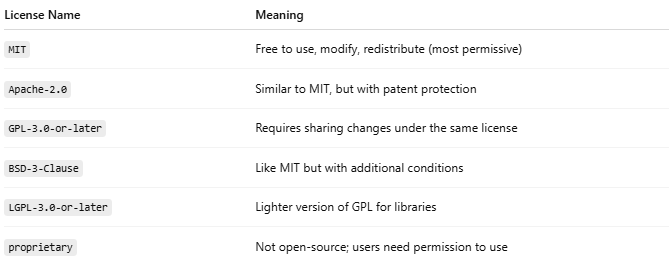 License Name Meaning
MIT Free to use, modify, redistribute (most permissive)
Apache-2.0 Similar to MIT, but with patent protection
GPL-3.0-or-later Requires sharing changes under the same license
BSD-3-Clause Like MIT but with additional conditions
LGPL-3.0-or-later Lighter version of GPL for libraries
proprietary Not open-source; users need permission to use